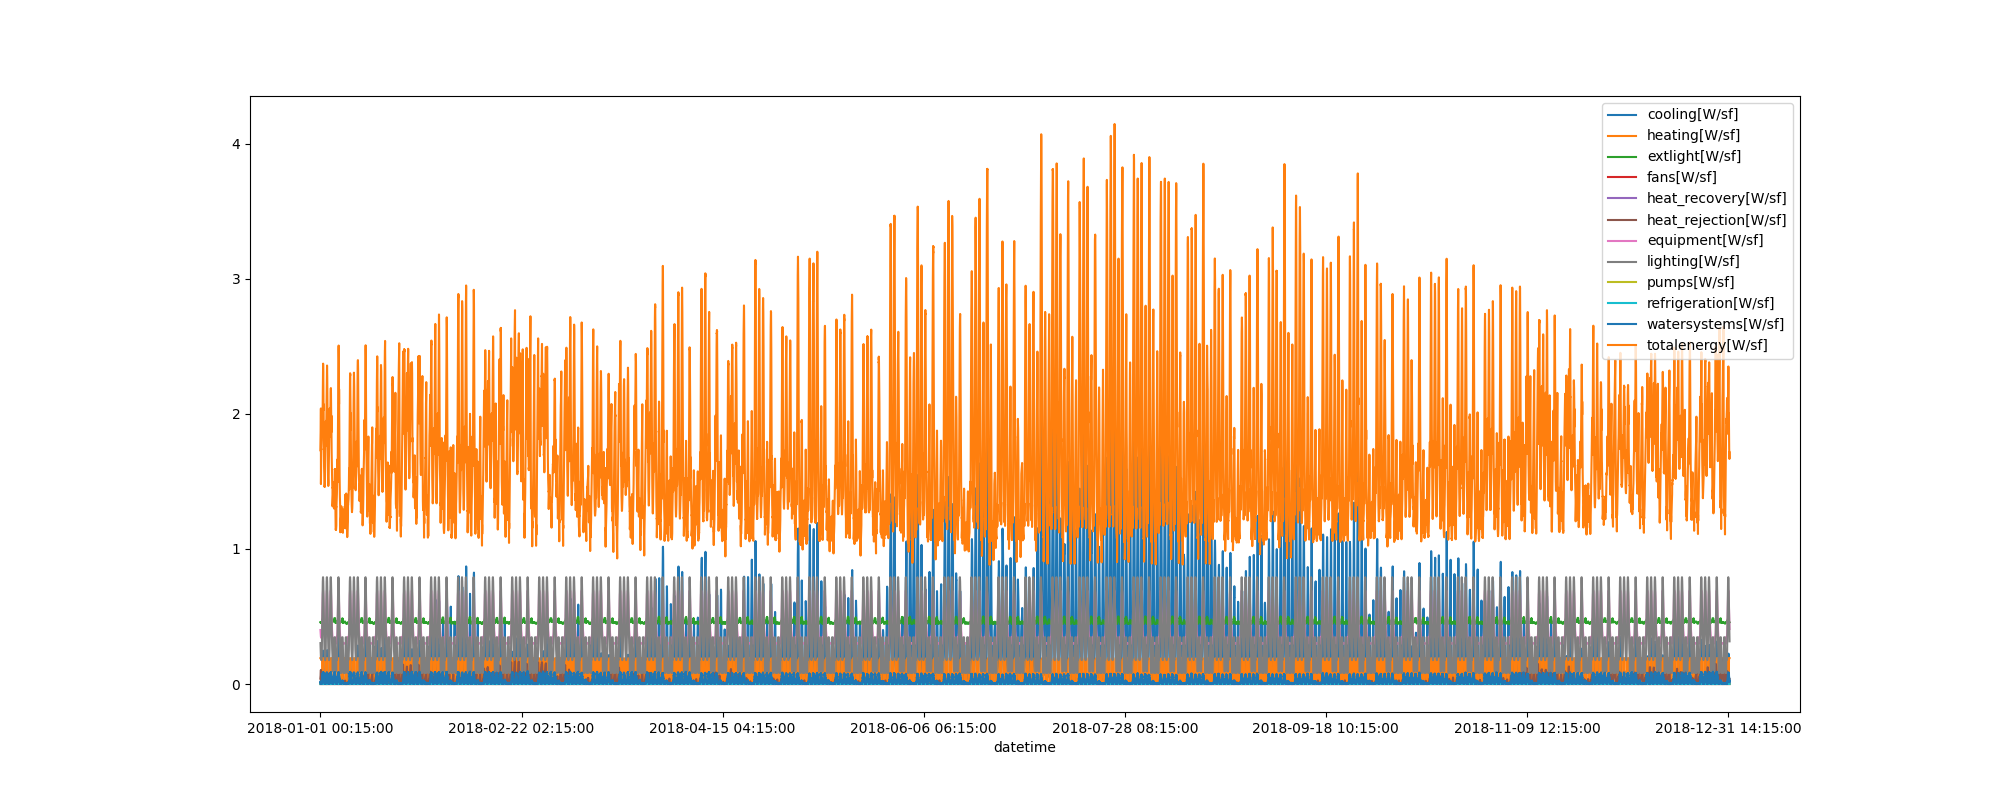 cooling[W/sf]
heating[W/sf]
extlight[W/sf]
fans[W/sf]
heat_recovery[W/sf]
heat_rejection[W/sf]
equipment[W/sf]
lighting[W/sf]
pumps[W/sf]
refrigeration[W/sf]
watersystems[W/sf]
totalenergy[W/sf]
4
3
2
1
0
2018-01-01 00:15:00 2018-02-22 02:15:00 2018-04-15 04:15:00 2018-06-06 06:15:00 2018-07-28 08:15:00 2018-09-18 10:15:00 2018-11-09 12:15:00 2018-12-31 14:15:00
datetime